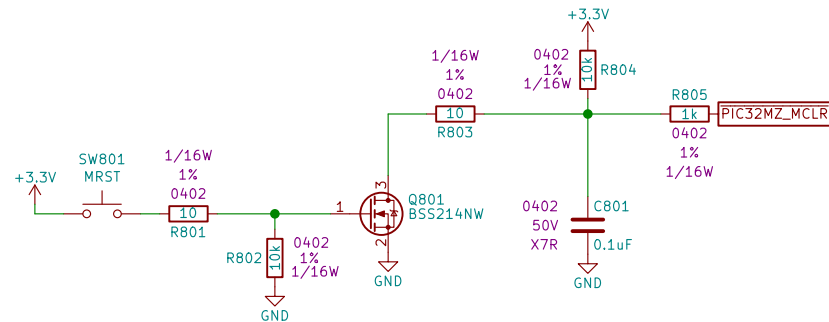 +3.3V
SW801
MRST
1/16W
1%
0402
10
R801
R802
10k
0402
1%
1/16W
GND
1
3
2
Q801
BSS214NW
GND
1/16W
1%
0402
10
R803
+3.3V
0402
1%
1/16W
10k
R804
R805
1k
0402
1%
1/16W
PIC32MZ_MCLR
0402
50V
X7R
C801
0.1uF
GND